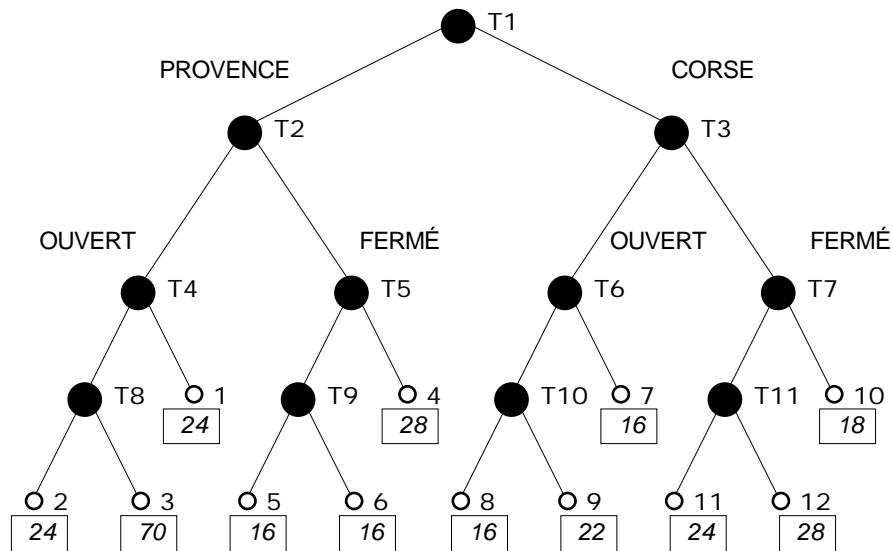 T1
PROVENCE CORSE
T2 T3
OUVERT FERMÉ OUVERT FERMÉ
T4 T5 T6 T7
T8 1 T9 4 T10 7 T11 10
24 28 16 18
2 3 5 6 8 9 11 12
24 70 16 16 16 22 24 28